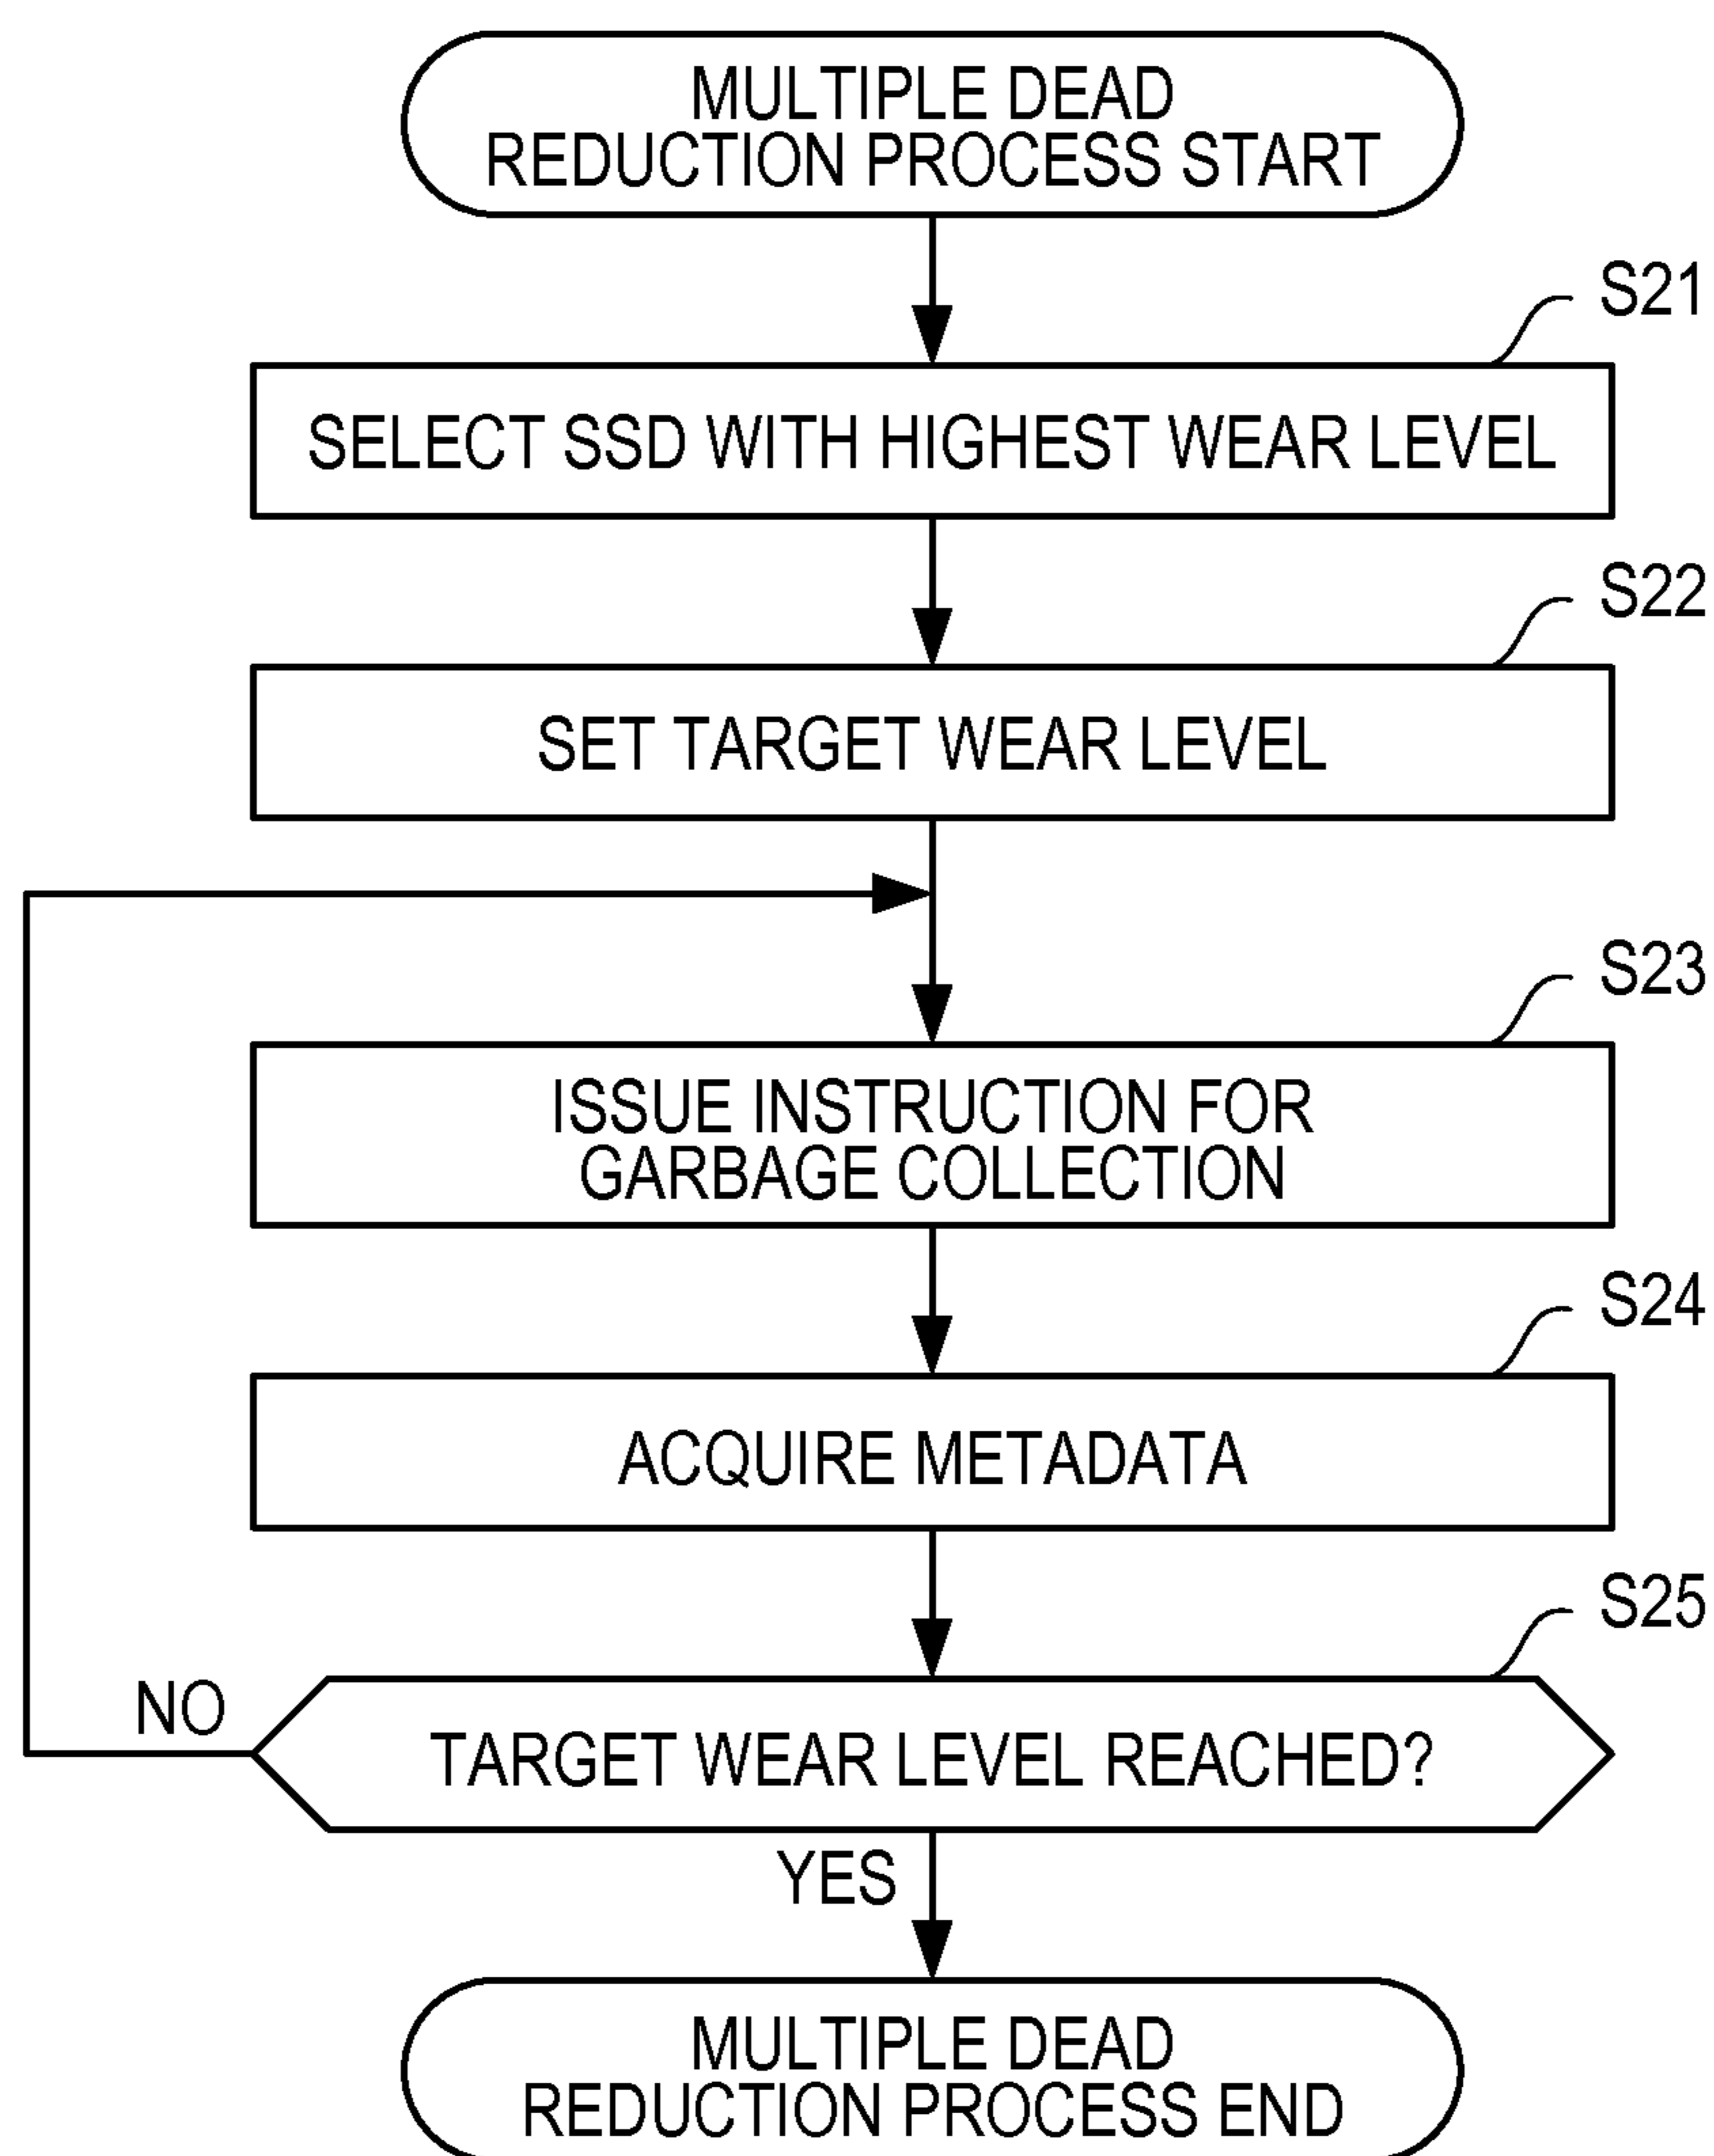 MULTIPLE DEAD
REDUCTION PROCESS START
S21
SELECT SSD WITH HIGHEST WEAR LEVEL
S22
SET TARGET WEAR LEVEL
S23
ISSUE INSTRUCTION FOR
GARBAGE COLLECTION
S24
ACQUIRE METADATA
S25
NO
TARGET WEAR LEVEL REACHED?
YES
MULTIPLE DEAD
REDUCTION PROCESS END